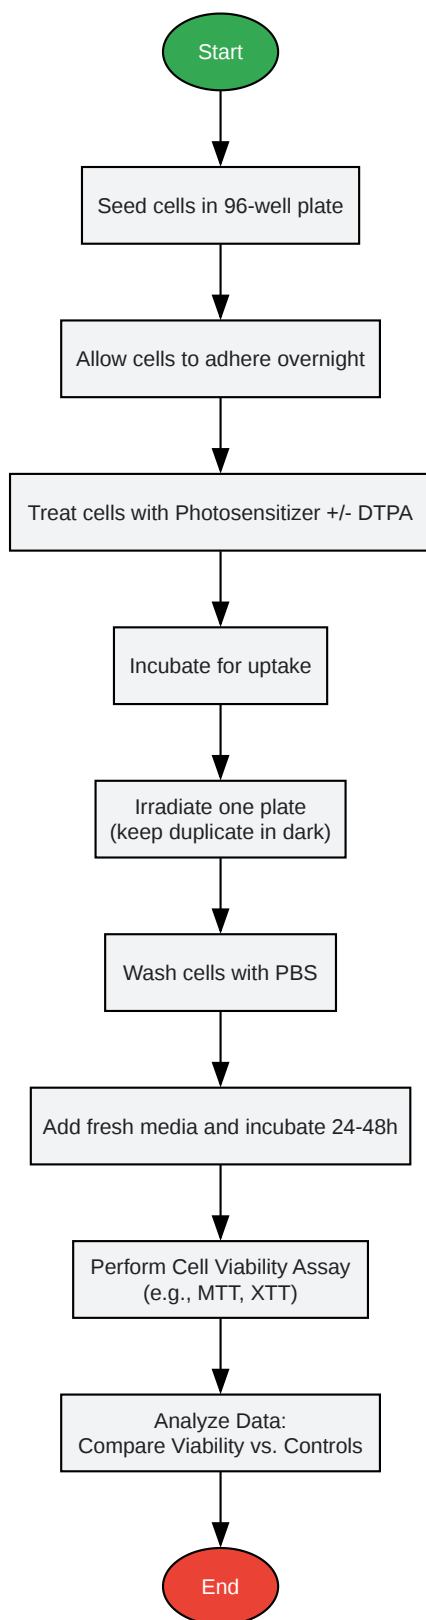 Start
Seed cells in 96-well plate
Allow cells to adhere overnight
Treat cells with Photosensitizer +/- DTPA
Incubate for uptake
Irradiate one plate
(keep duplicate in dark)
Wash cells with PBS
Add fresh media and incubate 24-48h
Perform Cell Viability Assay
(e.g., MTT, XTT)
Analyze Data:
Compare Viability vs. Controls
End